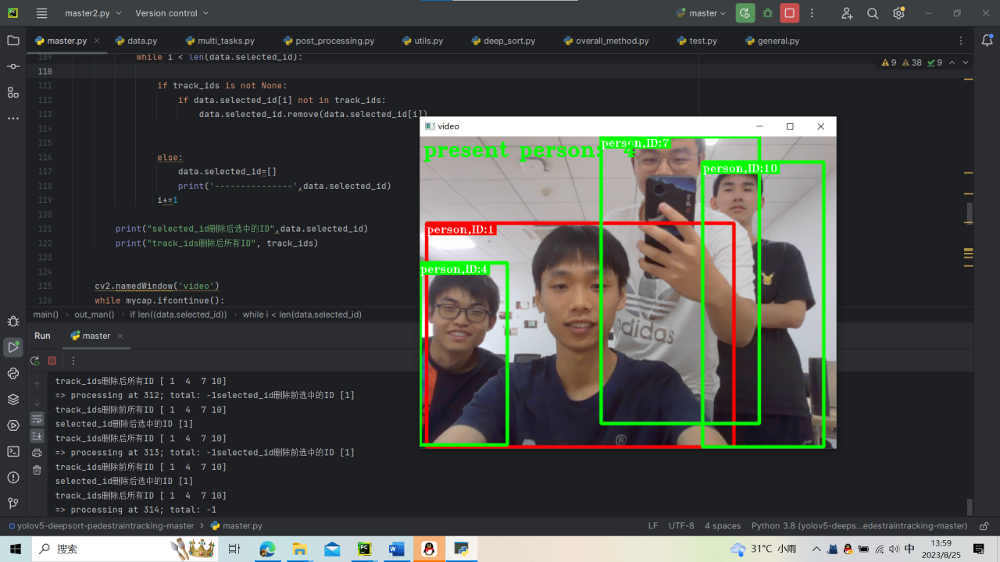 master2.py Version control master
master.py data.py multi_tasks.py post_processing.py utils.py deep_sort.py overall_method.py test.py general.py
109 while i < len(data.selected_id):
9 38 9
110
111 if track_ids is not None:
112 if data.selected_id[i] not in track_ids:
113 data.selected_id.remove(data.selected_id[i])
114
115
116 else:
117 data.selected_id=[]
118 print('---------------',data.selected_id)
119 i+=1
120
121 print("selected_id删除后选中的ID",data.selected_id)
122 print("track_ids删除后所有ID", track_ids)
123
124
125 cv2.namedWindow('video')
126 while mycap.ifcontinue():
main() out_man() if len((data.selected_id)) while i < len(data.selected_id)
video
present person: 4
person,ID:7
person,ID:10
person,ID:1
person,ID:4
adidas
®
Run master
track_ids删除后所有ID [ 1 4 7 10]
=> processing at 312; total: -1selected_id删除前选中的ID [1]
track_ids删除前所有ID [ 1 4 7 10]
selected_id删除后选中的ID [1]
track_ids删除后所有ID [ 1 4 7 10]
=> processing at 313; total: -1selected_id删除前选中的ID [1]
track_ids删除前所有ID [ 1 4 7 10]
selected_id删除后选中的ID [1]
track_ids删除后所有ID [ 1 4 7 10]
=> processing at 314; total: -1
yolov5-deepsort-pedestraintracking-master master.py LF UTF-8 4 spaces Python 3.8 (yolov5-deeps...edestraintracking-master)
搜索 31°C 小雨 中 13:59
2023/8/25